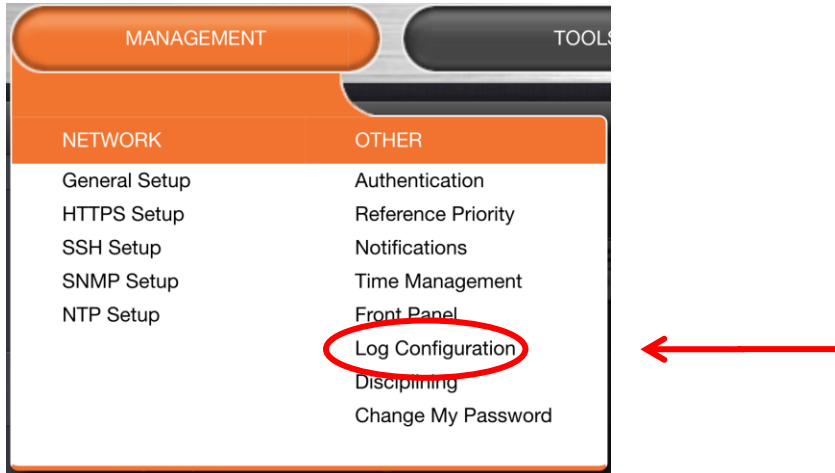 MANAGEMENT
TOOLS
NETWORK
General Setup
HTTPS Setup
SSH Setup
SNMP Setup
NTP Setup
OTHER
Authentication
Reference Priority
Notifications
Time Management
Front Panel
Log Configuration
Disciplining
Change My Password